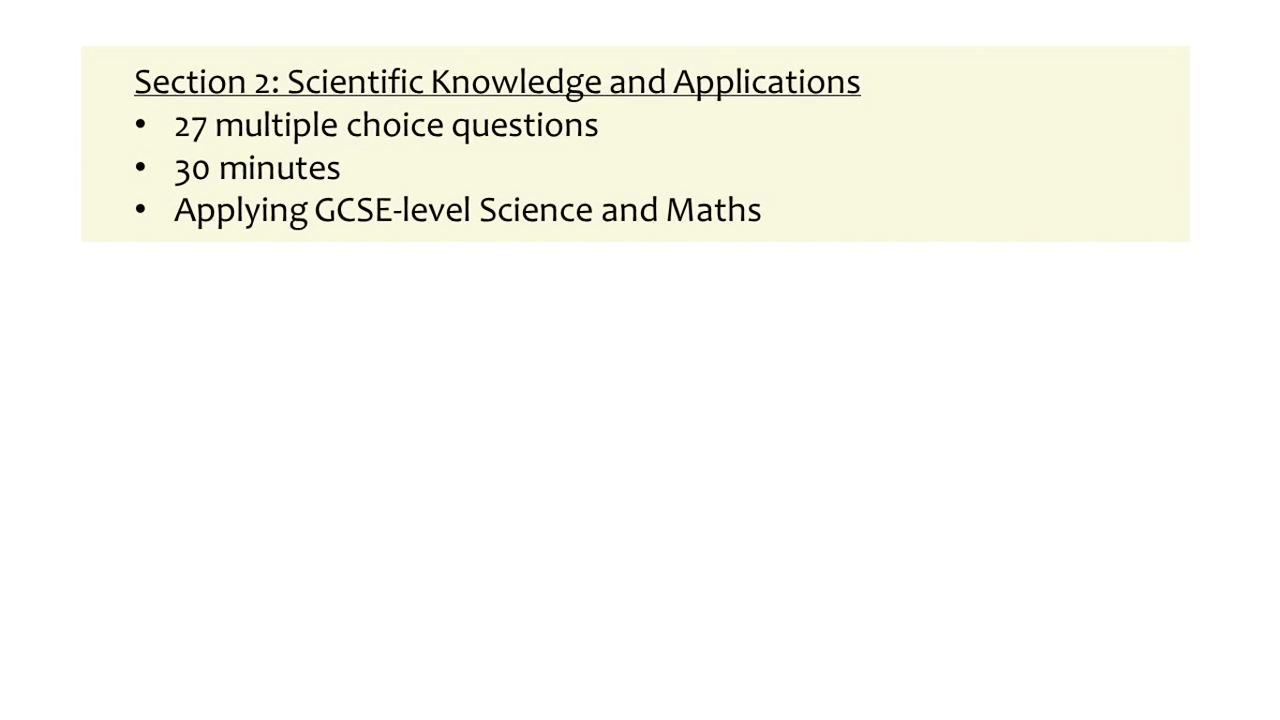 Section 2: Scientific Knowledge and Applications
• 27 multiple choice questions
• 30 minutes
• Applying GCSE-level Science and Maths